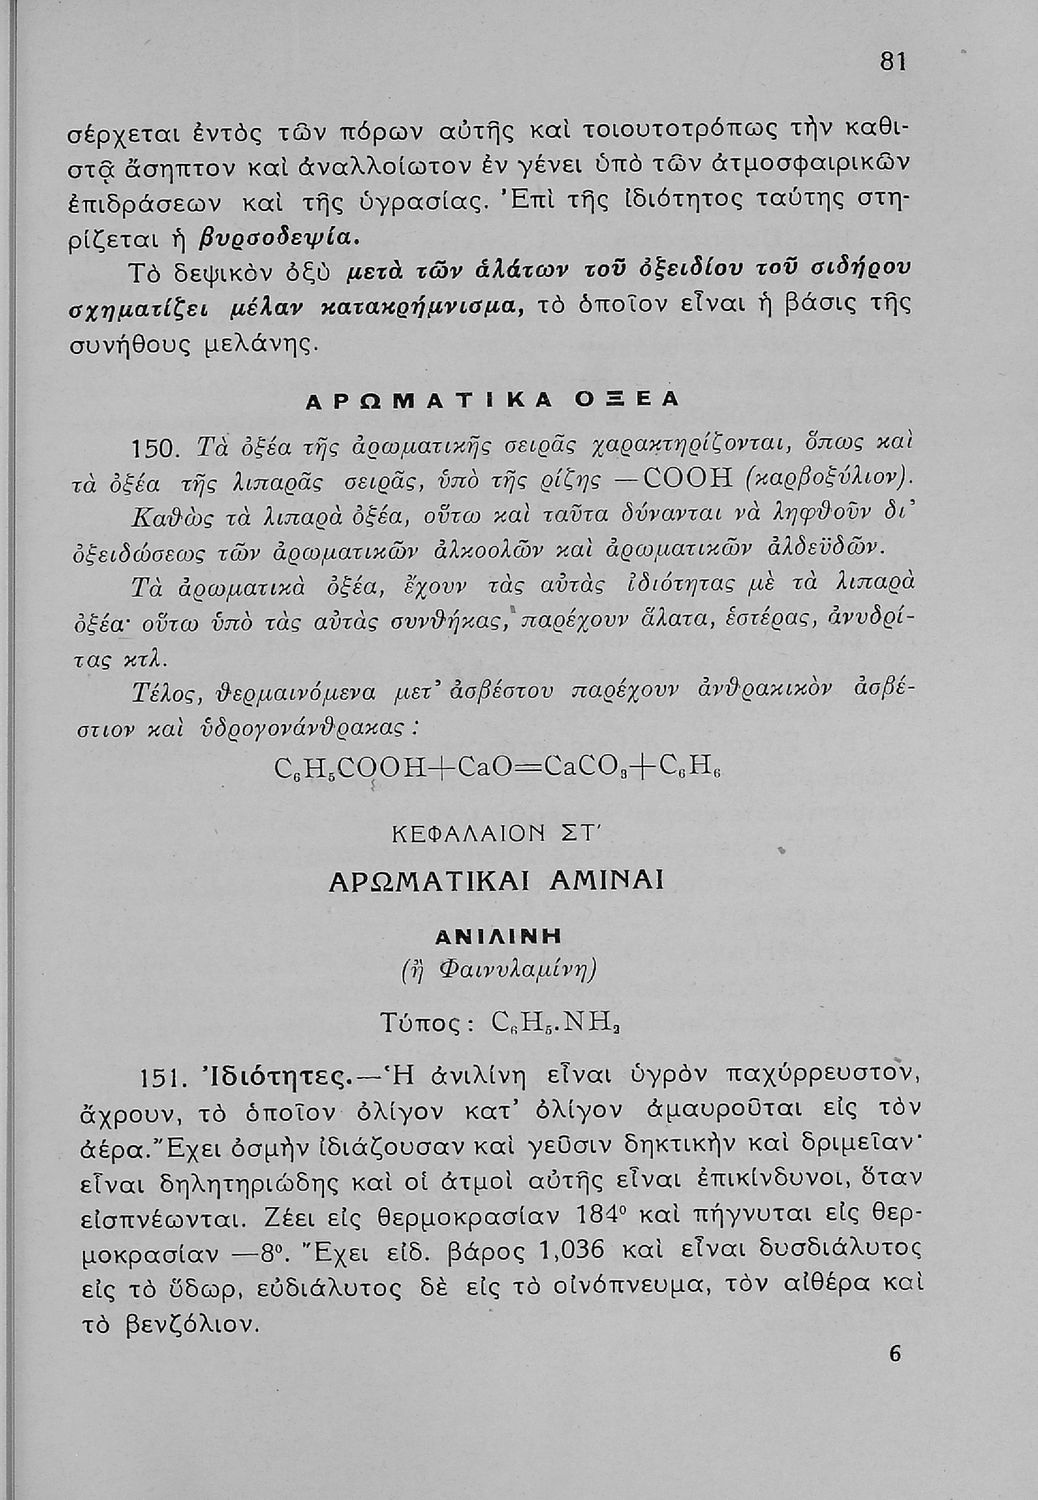 81
σέρχεται ἐντὸς τῶν πόρων αὐτῆς καὶ τοιουτοτρόπως τὴν καθι-
στᾷ ἄσηπτον καὶ ἀναλλοίωτον ἐν γένει ὑπὸ τῶν ἀτμοσφαιρικῶν
ἐπιδράσεων καὶ τῆς ὑγρασίας. Ἐπὶ τῆς ἰδιότητος ταύτης στη-
ρίζεται ἡ βυρσοδεψία.
Τὸ δεψικὸν ὀξὺ μετὰ τῶν ἁλάτων τοῦ ὀξειδίου τοῦ σιδήρου
σχηματίζει μέλαν κατακρήμνισμα, τὸ ὁποῖον εἶναι ἡ βάσις τῆς
συνήθους μελάνης.
ΑΡΩΜΑΤΙΚΑ ΟΞΕΑ
150. Τὰ ὀξέα τῆς ἀρωματικῆς σειρᾶς χαρακτηρίζονται, ὅπως καὶ
τὰ ὀξέα τῆς λιπαρᾶς σειρᾶς, ὑπὸ τῆς ρίζης —COOH (καρβοξύλιον).
Καθὼς τὰ λιπαρὰ ὀξέα, οὕτω καὶ ταῦτα δύνανται νὰ ληφθοῦν δι'
ὀξειδώσεως τῶν ἀρωματικῶν ἀλκοολῶν καὶ ἀρωματικῶν ἀλδεϋδῶν.
Τὰ ἀρωματικὰ ὀξέα, ἔχουν τὰς αὐτὰς ἰδιότητας μὲ τὰ λιπαρὰ
ὀξέα· οὕτω ὑπὸ τὰς αὐτὰς συνθήκας, παρέχουν ἅλατα, ἐστέρας, ἀνυδρί-
τας κτλ.
Τέλος, θερμαινόμενα μετ' ἀσβέστου παρέχουν ἀνθρακικὸν ἀσβέ-
στιον καὶ ὑδρογονάνθρακας :
C₆H₅COOH+CaO=CaCO₃+C₆H₆
ΚΕΦΑΛΑΙΟΝ ΣΤ'
ΑΡΩΜΑΤΙΚΑΙ ΑΜΙΝΑΙ
ΑΝΙΛΙΝΗ
(ἢ Φαινυλαμίνη)
Τύπος : C₆H₅.NH₂
151. Ἰδιότητες.—Ἡ ἀνιλίνη εἶναι ὑγρὸν παχύρρευστον,
ἄχρουν, τὸ ὁποῖον ὀλίγον κατ' ὀλίγον ἀμαυροῦται εἰς τὸν
ἀέρα. Ἔχει ὀσμὴν ἰδιάζουσαν καὶ γεῦσιν δηκτικὴν καὶ δριμεῖαν·
εἶναι δηλητηριώδης καὶ οἱ ἀτμοὶ αὐτῆς εἶναι ἐπικίνδυνοι, ὅταν
εἰσπνέωνται. Ζέει εἰς θερμοκρασίαν 184⁰ καὶ πήγνυται εἰς θερ-
μοκρασίαν —8⁰. Ἔχει εἰδ. βάρος 1,036 καὶ εἶναι δυσδιάλυτος
εἰς τὸ ὕδωρ, εὐδιάλυτος δὲ εἰς τὸ οἰνόπνευμα, τὸν αἰθέρα καὶ
τὸ βενζόλιον.
6